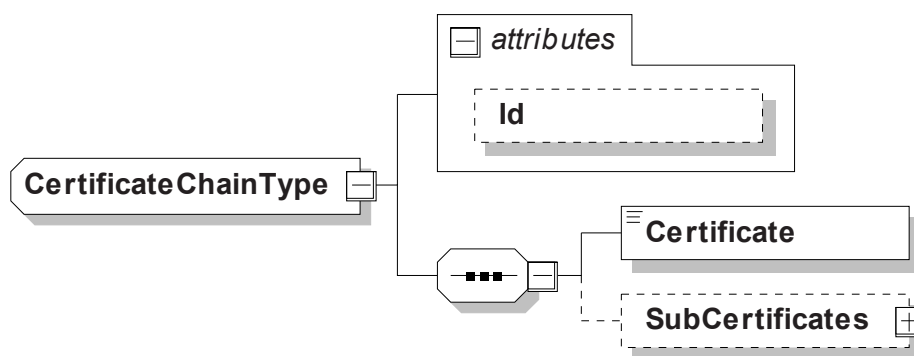 attributes
Id
CertificateChainType
Certificate
SubCertificates